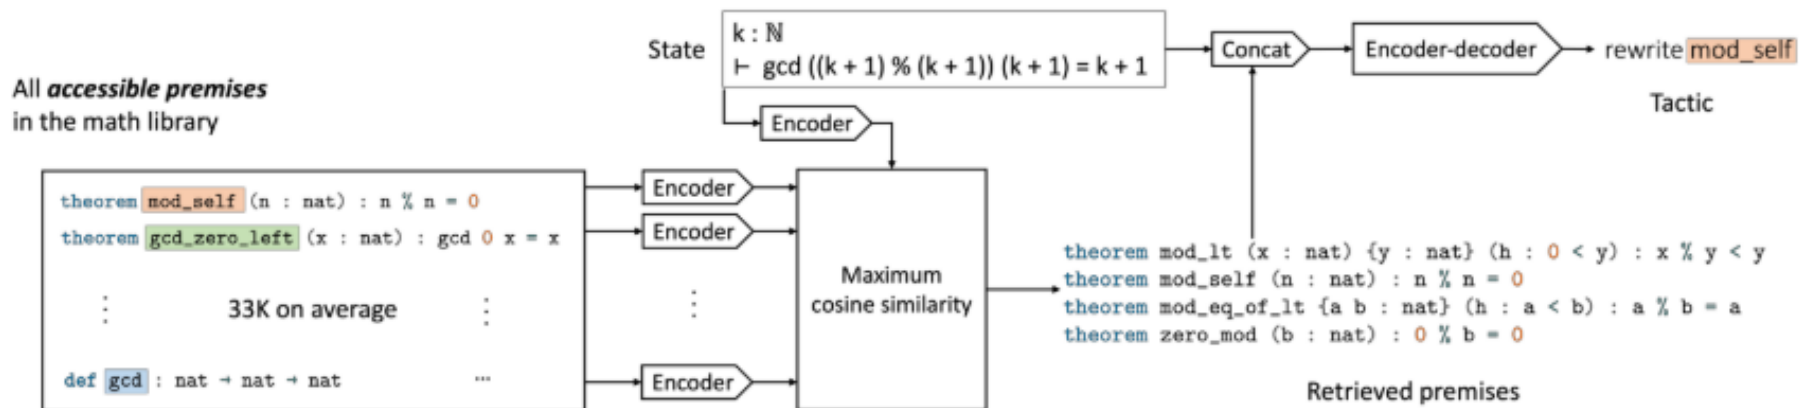 State
k : ℕ
⊢ gcd ((k + 1) % (k + 1)) (k + 1) = k + 1
Concat
Encoder-decoder
rewrite mod_self
Tactic
All accessible premises
in the math library
Encoder
theorem mod_self (n : nat) : n % n = 0
theorem gcd_zero_left (x : nat) : gcd 0 x = x
⋮ 33K on average ⋮
def gcd : nat → nat → nat ⋯
Encoder
Encoder
⋮
Encoder
Maximum
cosine similarity
theorem mod_lt (x : nat) {y : nat} (h : 0 < y) : x % y < y
theorem mod_self (n : nat) : n % n = 0
theorem mod_eq_of_lt {a b : nat} (h : a < b) : a % b = a
theorem zero_mod (b : nat) : 0 % b = 0
Retrieved premises